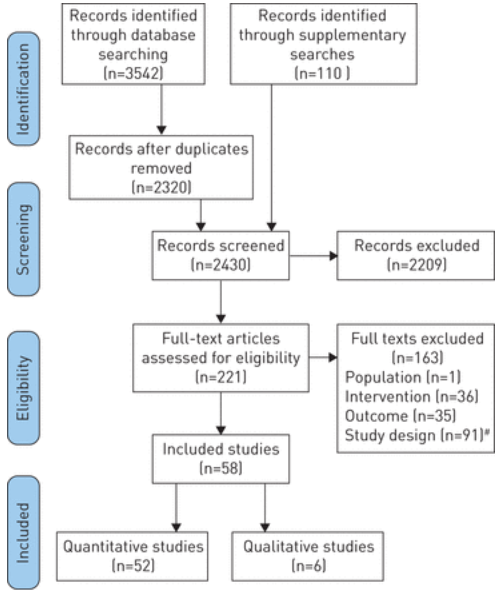 Identification
Records identified
through database
searching
(n=3542)
Records identified
through supplementary
searches
(n=110 )
Records after duplicates
removed
(n=2320)
Screening
Records screened
(n=2430)
Records excluded
(n=2209)
Eligibility
Full-text articles
assessed for eligibility
(n=221)
Full texts excluded
(n=163)
Population (n=1)
Intervention (n=36)
Outcome (n=35)
Study design (n=91)#
Included studies
(n=58)
Included
Quantitative studies
(n=52)
Qualitative studies
(n=6)